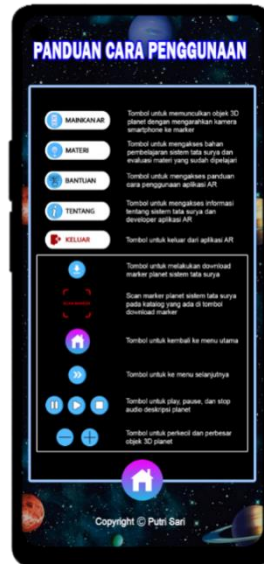 PANDUAN CARA PENGGUNAAN
MAINKAN AR
Tombol untuk memunculkan objek 3D
planet dengan mengarahkan kamera
smartphone ke marker
MATERI
Tombol untuk mengakses bahan
pembelajaran sistem tata surya dan
evaluasi materi yang sudah dipelajari
BANTUAN
Tombol untuk mengakses panduan
cara penggunaan aplikasi AR
TENTANG
Tombol untuk mengakses informasi
tentang sistem tata surya dan
developer aplikasi AR
KELUAR
Tombol untuk keluar dari aplikasi AR
Tombol untuk melakukan download
marker planet sistem tata surya
Scan marker planet sistem tata surya
pada katalog yang ada di tombol
download marker
Tombol untuk kembali ke menu utama
Tombol untuk ke menu selanjutnya
Tombol untuk play, pause, dan stop
audio deskripsi planet
Tombol untuk perkecil dan perbesar
objek 3D planet
Copyright © Putri Sari